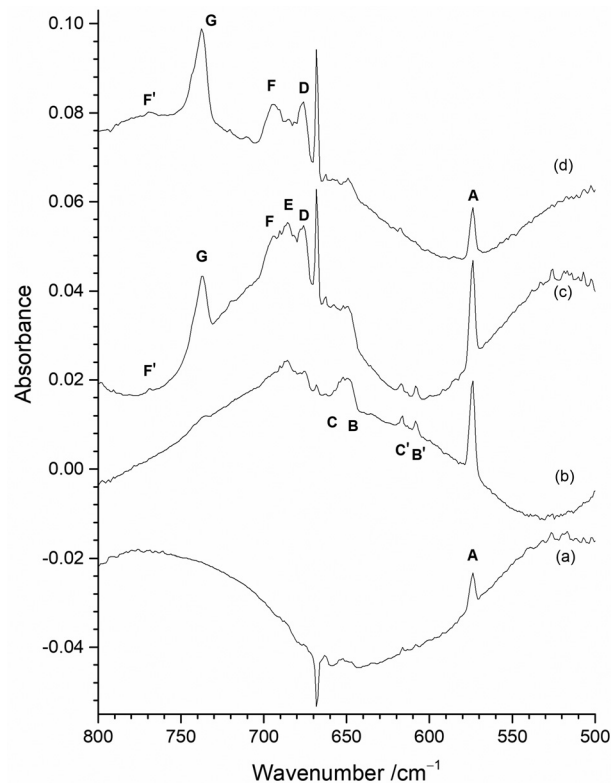 G
0.10
F'
F
D
0.08
(d)
A
0.06
E
F
D
G
(c)
0.04
F'
0.02
C
B
C'
B'
0.00
(b)
A
-0.02
(a)
-0.04
800
750
700
650
600
550
500
Absorbance
Wavenumber /cm⁻¹